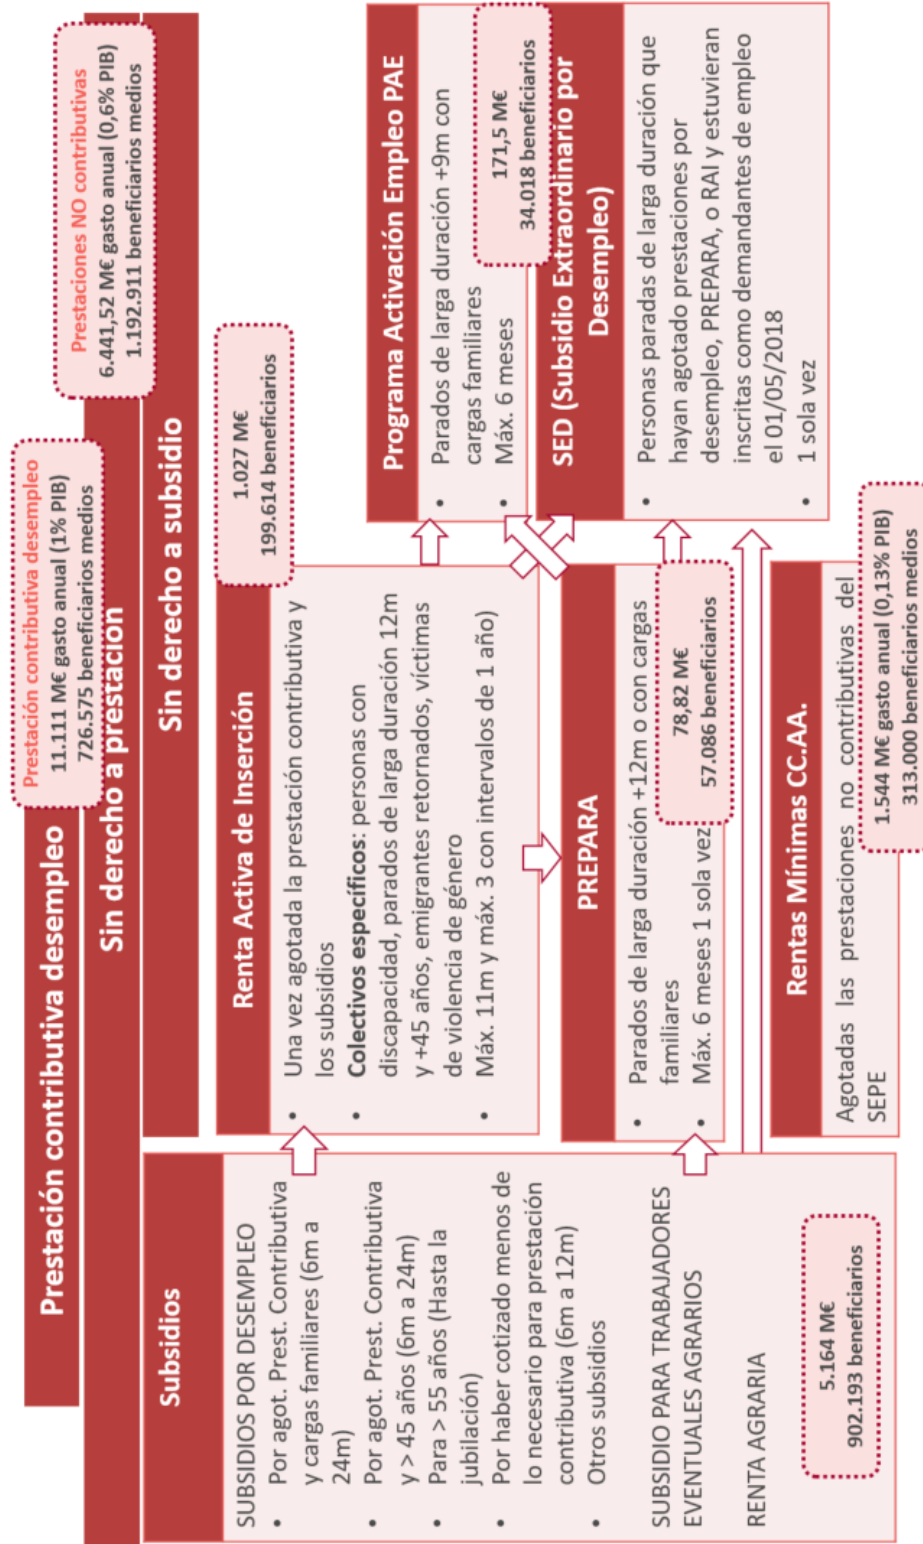 Prestación contributiva desempleo
Prestación contributiva desempleo
11.111 M€ gasto anual (1% PIB)
726.575 beneficiarios medios
Prestaciones NO contributivas
6.441,52 M€ gasto anual (0,6% PIB)
1.192.911 beneficiarios medios
Sin derecho a prestación
Sin derecho a subsidio
Subsidios
SUBSIDIOS POR DESEMPLEO
• Por agot. Prest. Contributiva
y cargas familiares (6m a
24m)
• Por agot. Prest. Contributiva
y > 45 años (6m a 24m)
• Para > 55 años (Hasta la
jubilación)
• Por haber cotizado menos de
lo necesario para prestación
contributiva (6m a 12m)
• Otros subsidios
SUBSIDIO PARA TRABAJADORES
EVENTUALES AGRARIOS
RENTA AGRARIA
5.164 M€
902.193 beneficiarios
Renta Activa de Inserción
1.027 M€
199.614 beneficiarios
• Una vez agotada la prestación contributiva y
los subsidios
• Colectivos específicos: personas con
discapacidad, parados de larga duración 12m
y +45 años, emigrantes retornados, víctimas
de violencia de género
• Máx. 11m y máx. 3 con intervalos de 1 año)
PREPARA
• Parados de larga duración +12m o con cargas
familiares
• Máx. 6 meses 1 sola vez
78,82 M€
57.086 beneficiarios
Rentas Mínimas CC.AA.
Agotadas las prestaciones no contributivas del
SEPE
1.544 M€ gasto anual (0,13% PIB)
313.000 beneficiarios medios
Programa Activación Empleo PAE
• Parados de larga duración +9m con
cargas familiares
• Máx. 6 meses
171,5 M€
34.018 beneficiarios
SED (Subsidio Extraordinario por
Desempleo)
• Personas paradas de larga duración que
hayan agotado prestaciones por
desempleo, PREPARA, o RAI y estuvieran
inscritas como demandantes de empleo
el 01/05/2018
• 1 sola vez